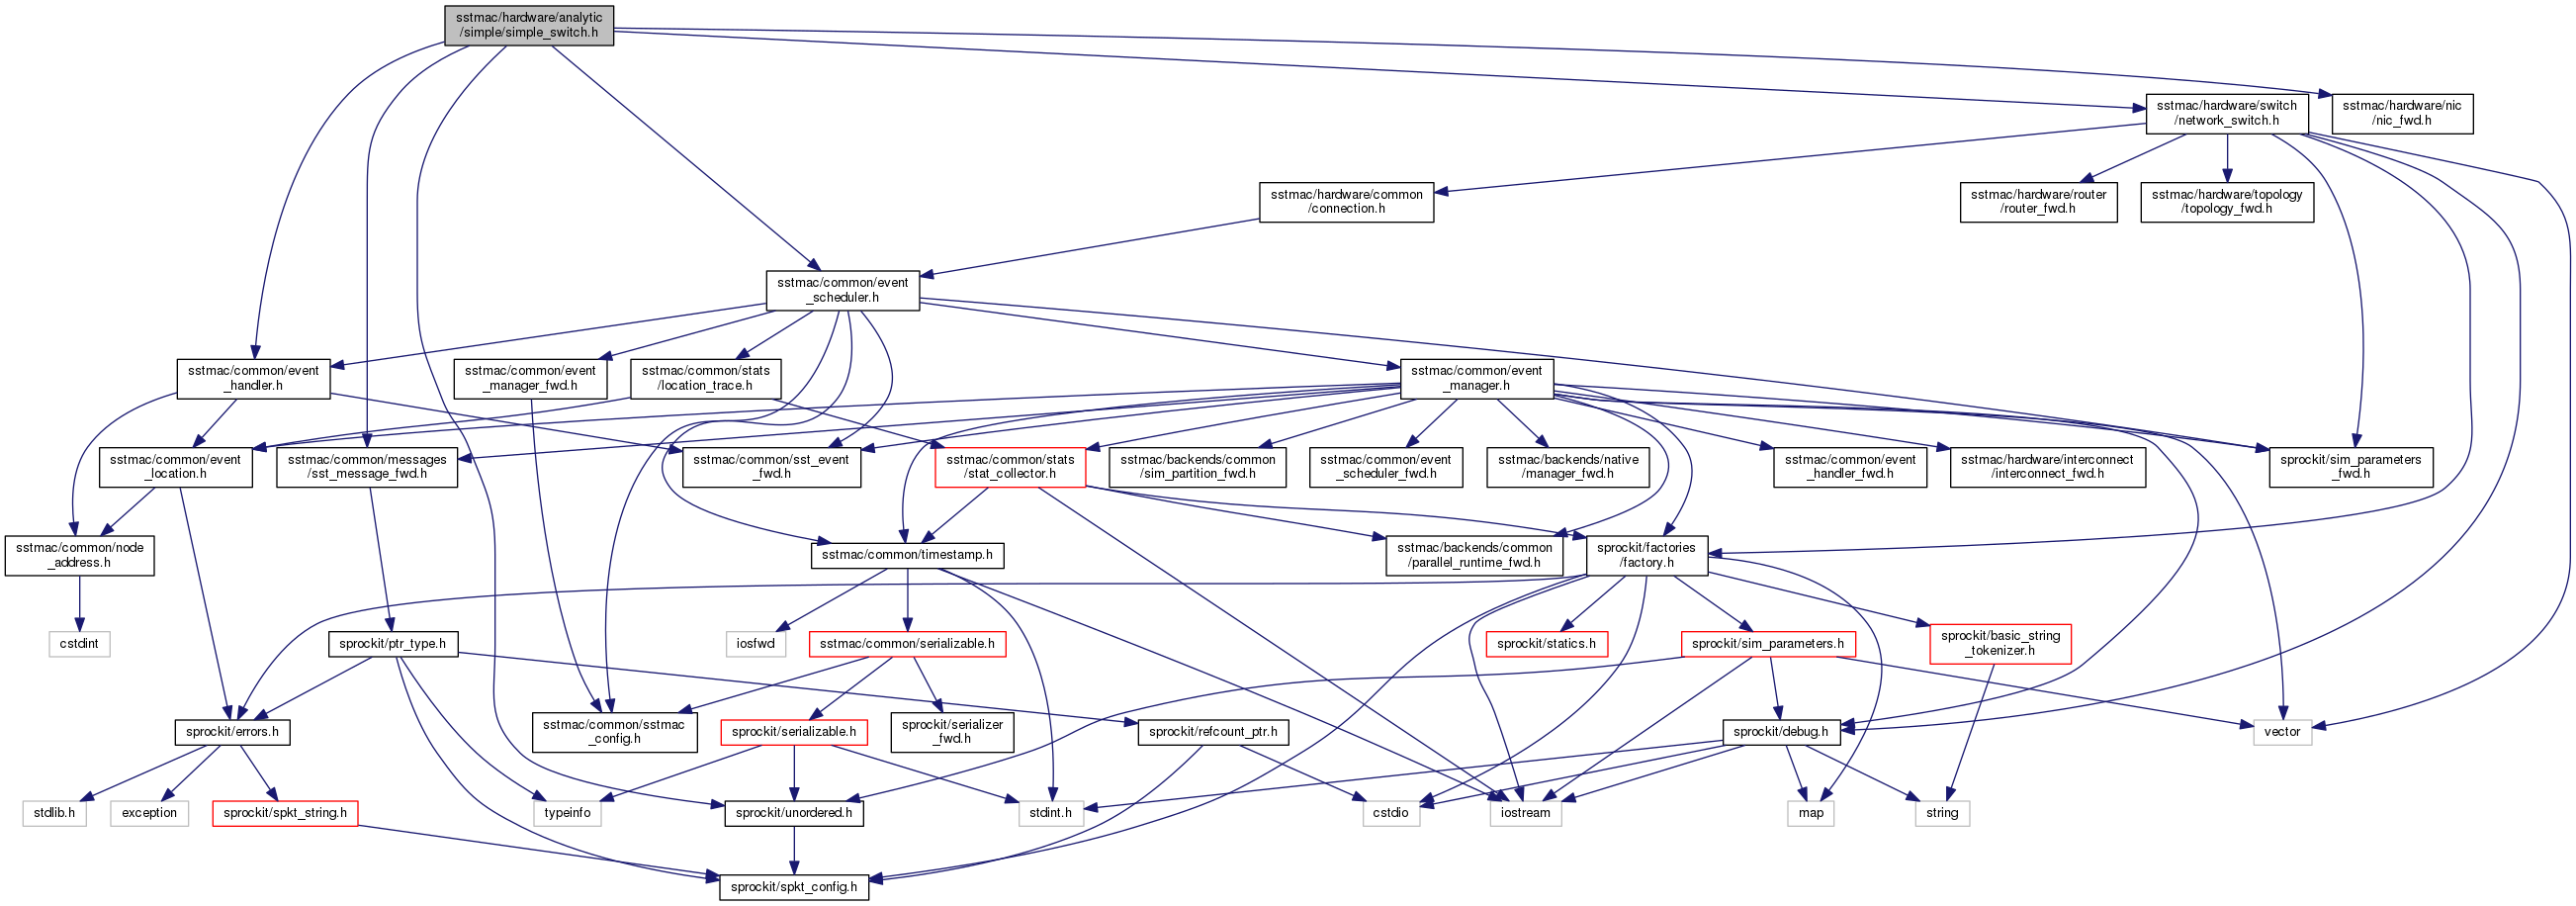 sstmac/hardware/analytic
/simple/simple_switch.h
sstmac/hardware/switch
/network_switch.h
sstmac/hardware/nic
/nic_fwd.h
sstmac/hardware/common
/connection.h
sstmac/hardware/router
/router_fwd.h
sstmac/hardware/topology
/topology_fwd.h
sstmac/common/event
_scheduler.h
sstmac/common/event
_handler.h
sstmac/common/event
_manager_fwd.h
sstmac/common/stats
/location_trace.h
sstmac/common/event
_manager.h
sstmac/common/event
_location.h
sstmac/common/messages
/sst_message_fwd.h
sstmac/common/sst_event
_fwd.h
sstmac/common/stats
/stat_collector.h
sstmac/backends/common
/sim_partition_fwd.h
sstmac/common/event
_scheduler_fwd.h
sstmac/backends/native
/manager_fwd.h
sstmac/common/event
_handler_fwd.h
sstmac/hardware/interconnect
/interconnect_fwd.h
sprockit/sim_parameters
_fwd.h
sstmac/common/node
_address.h
sstmac/common/timestamp.h
sstmac/backends/common
/parallel_runtime_fwd.h
sprockit/factories
/factory.h
cstdint
sprockit/ptr_type.h
iosfwd
sstmac/common/serializable.h
sprockit/statics.h
sprockit/sim_parameters.h
sprockit/basic_string
_tokenizer.h
sprockit/errors.h
sstmac/common/sstmac
_config.h
sprockit/serializable.h
sprockit/serializer
_fwd.h
sprockit/refcount_ptr.h
sprockit/debug.h
vector
stdlib.h
exception
sprockit/spkt_string.h
typeinfo
sprockit/unordered.h
stdint.h
cstdio
iostream
map
string
sprockit/spkt_config.h